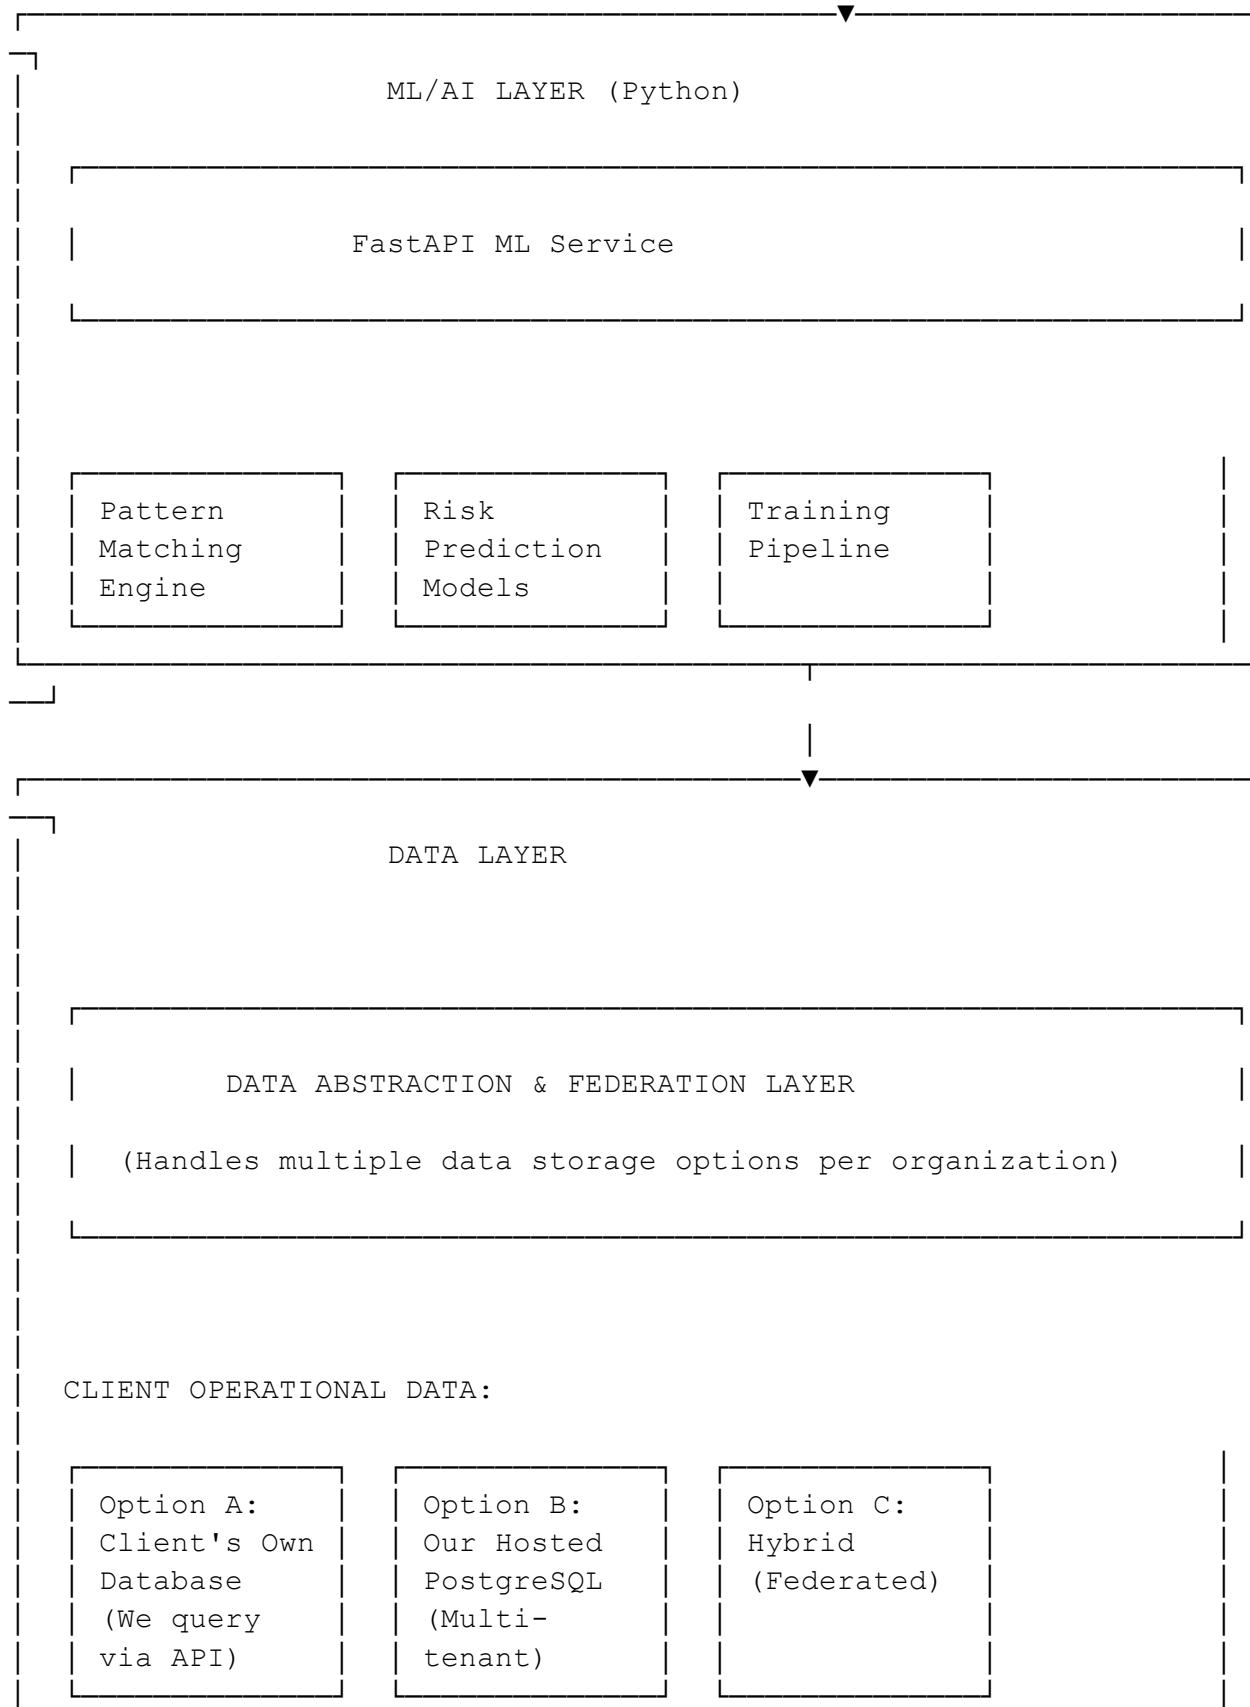 ML/AI LAYER (Python)
FastAPI ML Service
Pattern Matching Engine
Risk Prediction Models
Training Pipeline
DATA LAYER
DATA ABSTRACTION & FEDERATION LAYER
(Handles multiple data storage options per organization)
CLIENT OPERATIONAL DATA:
Option A:
Client's Own
Database
(We query
via API)
Option B:
Our Hosted
PostgreSQL
(Multi-
tenant)
Option C:
Hybrid
(Federated)